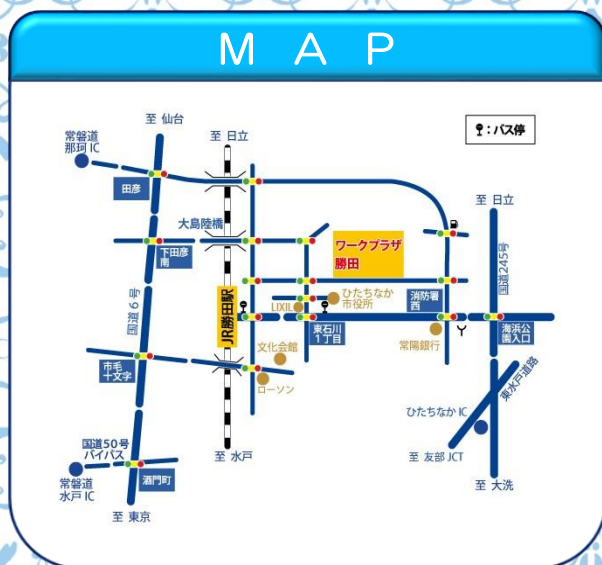 MAP
至 仙台
常磐道
那珂 IC
至 日立
：バス停
田彦
至 日立
大島陸橋
ワークプラザ
勝田
下田彦
南
国道245号
国道6号
JR勝田駅
LIXIL
ひたちなか
市役所
消防署
西
東石川
1丁目
海浜公
園入口
常陽銀行
文化会館
市毛
十文字
ローソン
東水戸道路
ひたちなか IC
国道50号
バイパス
至 水戸
至 友部 JCT
酒門町
常磐道
水戸 IC
至 大洗
至 東京